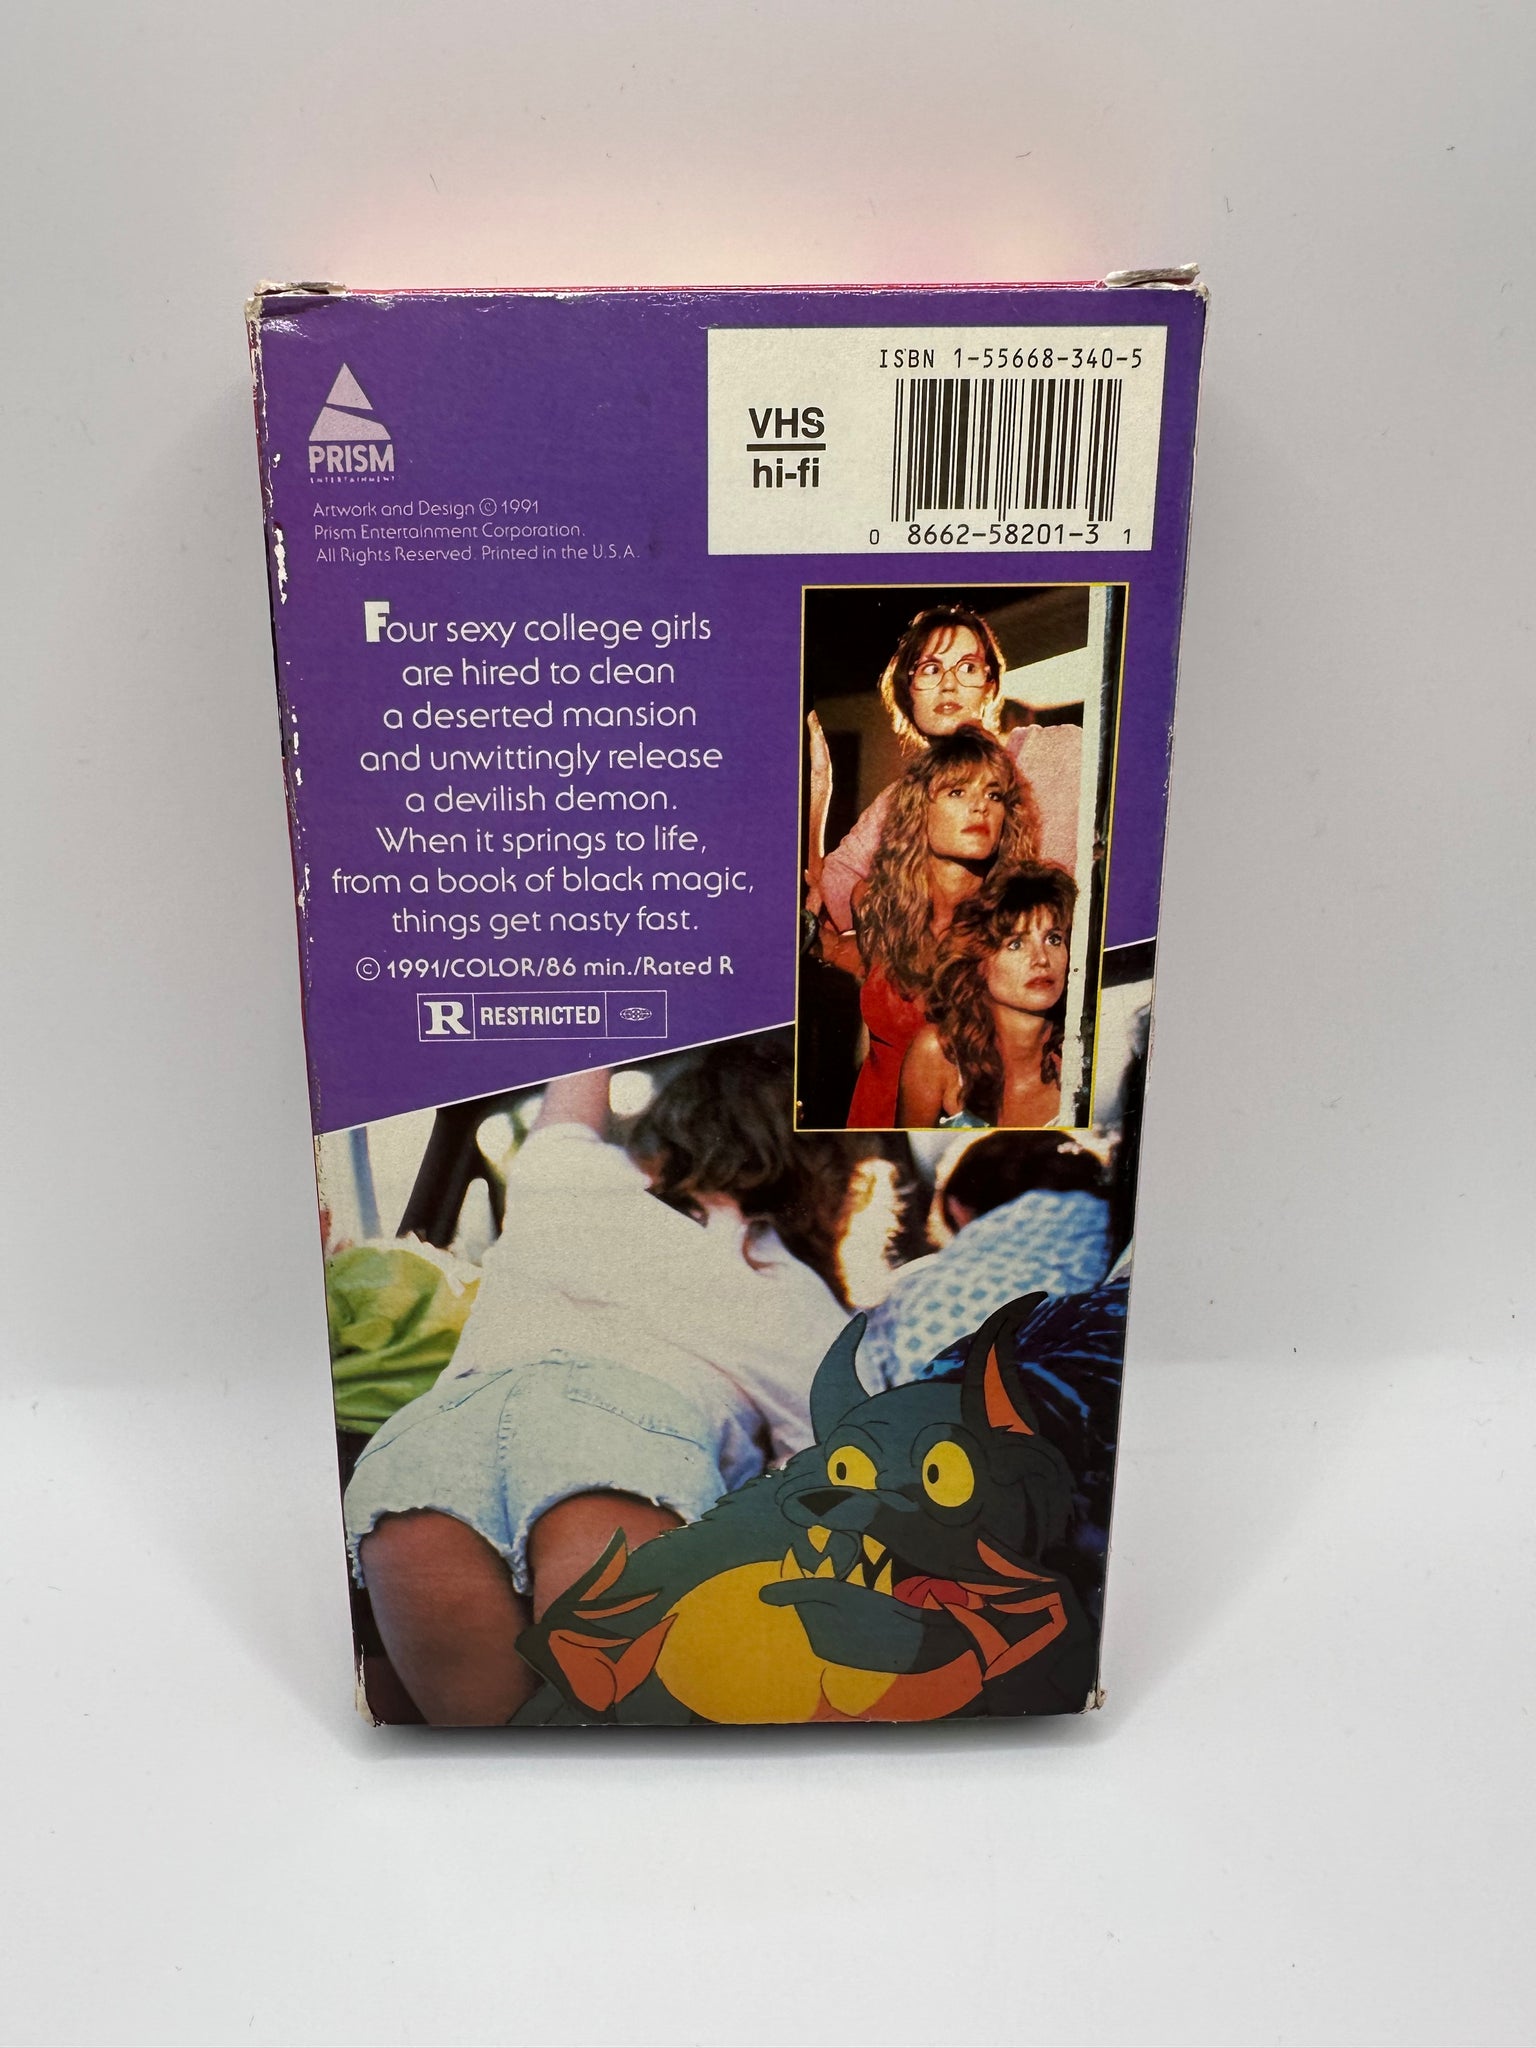 ISBN 1-55668-340-5
VHS
hi-fi
0 8662-58201-3 1
PRISM
ENTERTAINMENT
Artwork and Design © 1991
Prism Entertainment Corporation.
All Rights Reserved. Printed in the U.S.A.
Four sexy college girls
are hired to clean
a deserted mansion
and unwittingly release
a devilish demon.
When it springs to life,
from a book of black magic,
things get nasty fast.
© 1991/COLOR/86 min./Rated R
R RESTRICTED